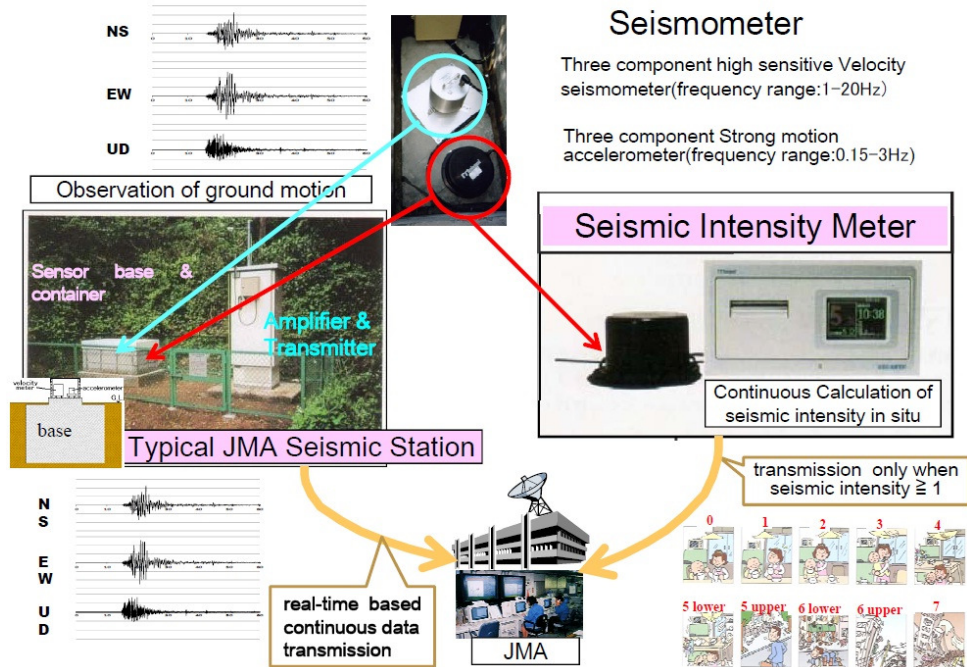 NS
EW
UD
Observation of ground motion
Seismometer
Three component high sensitive Velocity
seismometer(frequency range:1-20Hz)
Three component Strong motion
accelerometer(frequency range:0.15-3Hz)
Seismic Intensity Meter
Sensor base &
container
Amplifier &
Transmitter
10:38
Continuous Calculation of
seismic intensity in situ
velocity
meter
accelerometer
G.L
base
Typical JMA Seismic Station
transmission only when
seismic intensity ≧ 1
N
S
E
W
U
D
real-time based
continuous data
transmission
JMA
0 1 2 3 4
5 lower 5 upper 6 lower 6 upper 7